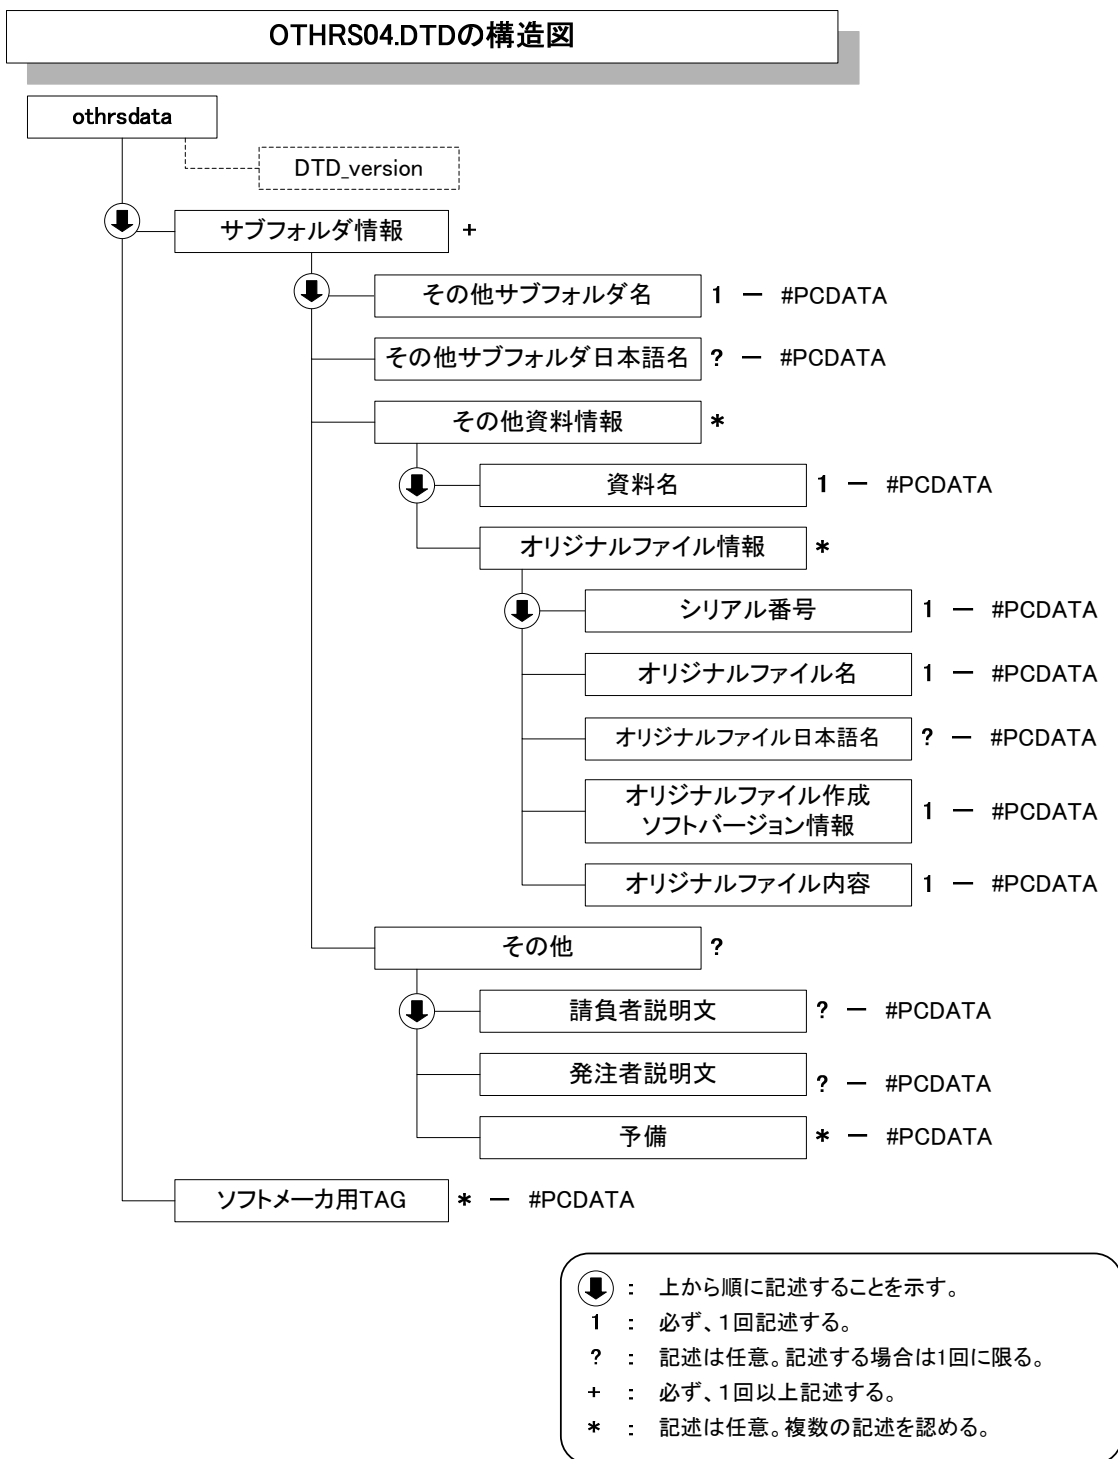 OTHRS04.DTDの構造図
othrsdata
DTD_version
サブフォルダ情報 +
その他サブフォルダ名 1 － #PCDATA
その他サブフォルダ日本語名 ? － #PCDATA
その他資料情報 *
資料名 1 － #PCDATA
オリジナルファイル情報 *
シリアル番号 1 － #PCDATA
オリジナルファイル名 1 － #PCDATA
オリジナルファイル日本語名 ? － #PCDATA
オリジナルファイル作成
ソフトバージョン情報 1 － #PCDATA
オリジナルファイル内容 1 － #PCDATA
その他 ?
請負者説明文 ? － #PCDATA
発注者説明文 ? － #PCDATA
予備 * － #PCDATA
ソフトメーカ用TAG * － #PCDATA
： 上から順に記述することを示す。
1 ： 必ず、1回記述する。
? ： 記述は任意。記述する場合は1回に限る。
+ ： 必ず、1回以上記述する。
* ： 記述は任意。複数の記述を認める。